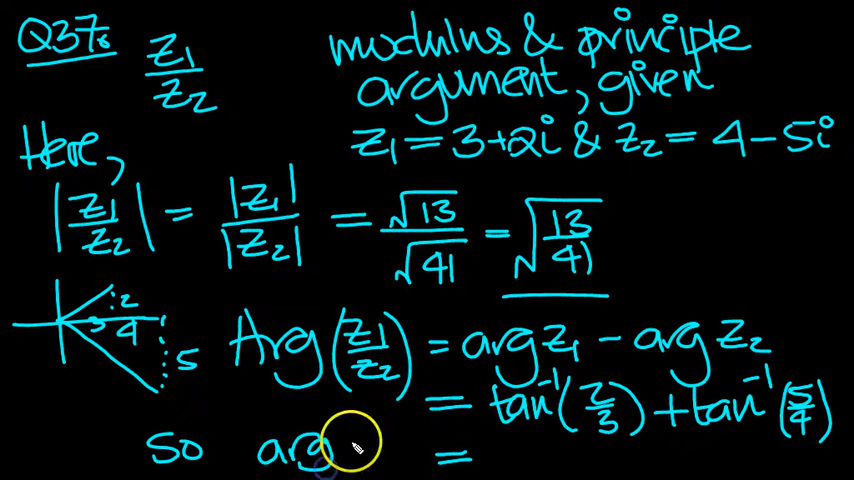 Q37. z1/z2 modulus & principle
argument, given
z1 = 3+2i & z2 = 4-5i
Here,
|z1/z2| = |z1|/|z2| = √13/√41 = √(13/41)
2
3 4
5
Arg(z1/z2) = arg z1 - arg z2
= tan⁻¹(2/3) + tan⁻¹(5/4)
so arg =